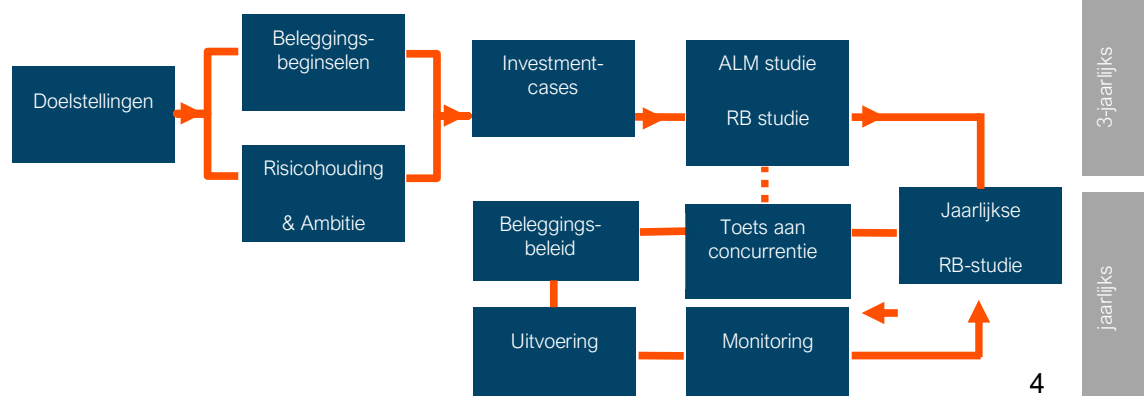 Doelstellingen
Beleggings-
beginselen
Risicohouding
& Ambitie
Investment-
cases
ALM studie
RB studie
3-jaarlijks
Beleggings-
beleid
Toets aan
concurrentie
Jaarlijkse
RB-studie
Uitvoering
Monitoring
jaarlijks
4